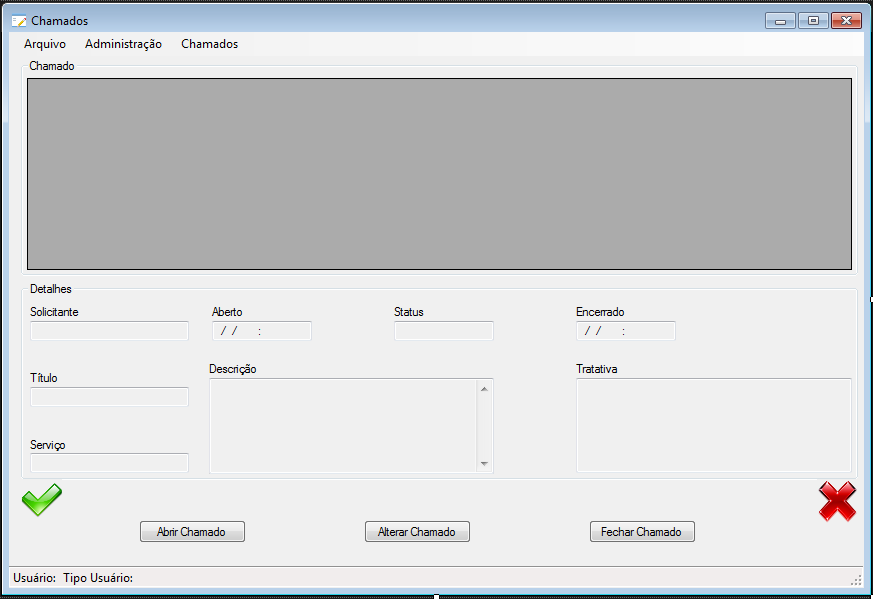 Chamados
Arquivo Administração Chamados
Chamado
Detalhes
Solicitante Aberto Status Encerrado
/ / : / / :
Título Descrição Tratativa
Serviço
Abrir Chamado Alterar Chamado Fechar Chamado
Usuário: Tipo Usuário: